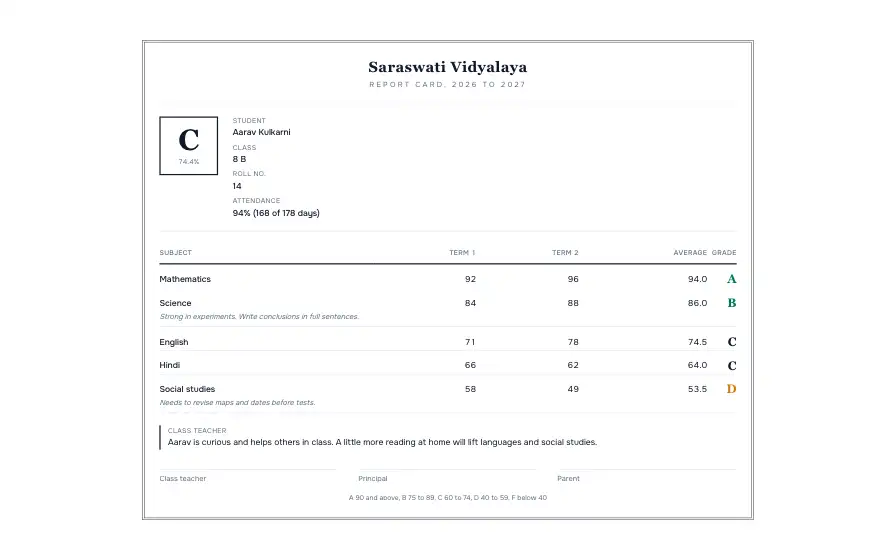 Saraswati Vidyalaya
REPORT CARD, 2026 TO 2027
C
74.4%
STUDENT
Aarav Kulkarni
CLASS
8 B
ROLL NO.
14
ATTENDANCE
94% (168 of 178 days)
SUBJECT TERM 1 TERM 2 AVERAGE GRADE
Mathematics 92 96 94.0 A
Science 84 88 86.0 B
Strong in experiments. Write conclusions in full sentences.
English 71 78 74.5 C
Hindi 66 62 64.0 C
Social studies 58 49 53.5 D
Needs to revise maps and dates before tests.
CLASS TEACHER
Aarav is curious and helps others in class. A little more reading at home will lift languages and social studies.
Class teacher Principal Parent
A 90 and above, B 75 to 89, C 60 to 74, D 40 to 59, F below 40